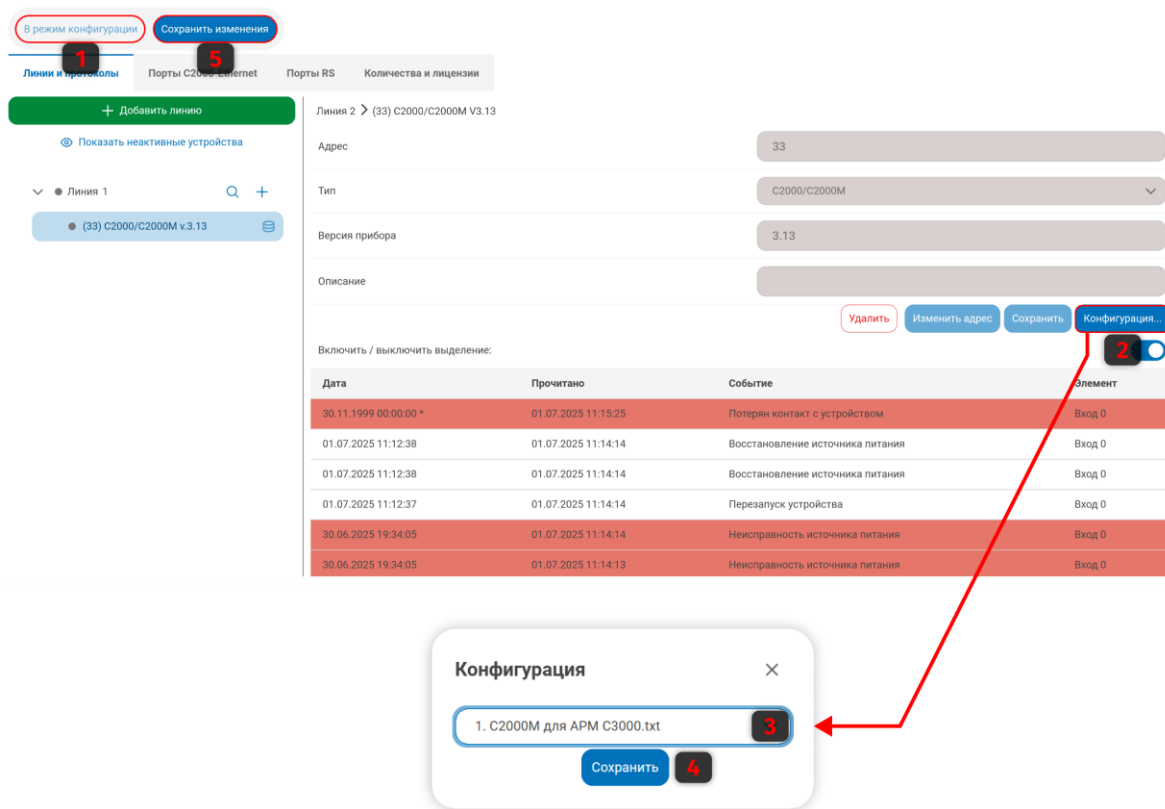 В режим конфигурации Сохранить изменения
1 5
Линии и протоколы Порты С2000-Ethernet Порты RS Количества и лицензии
+ Добавить линию
Показать неактивные устройства
Линия 1
(33) С2000/С2000М v.3.13
Линия 2 > (33) С2000/С2000М V3.13
Адрес 33
Тип С2000/С2000М
Версия прибора 3.13
Описание
Удалить Изменить адрес Сохранить Конфигурация...
Включить / выключить выделение: 2
Дата Прочитано Событие Элемент
30.11.1999 00:00:00 * 01.07.2025 11:15:25 Потерян контакт с устройством Вход 0
01.07.2025 11:12:38 01.07.2025 11:14:14 Восстановление источника питания Вход 0
01.07.2025 11:12:38 01.07.2025 11:14:14 Восстановление источника питания Вход 0
01.07.2025 11:12:37 01.07.2025 11:14:14 Перезапуск устройства Вход 0
30.06.2025 19:34:05 01.07.2025 11:14:14 Неисправность источника питания Вход 0
30.06.2025 19:34:05 01.07.2025 11:14:13 Неисправность источника питания Вход 0
Конфигурация
1. С2000М для АРМ С3000.txt 3
Сохранить 4